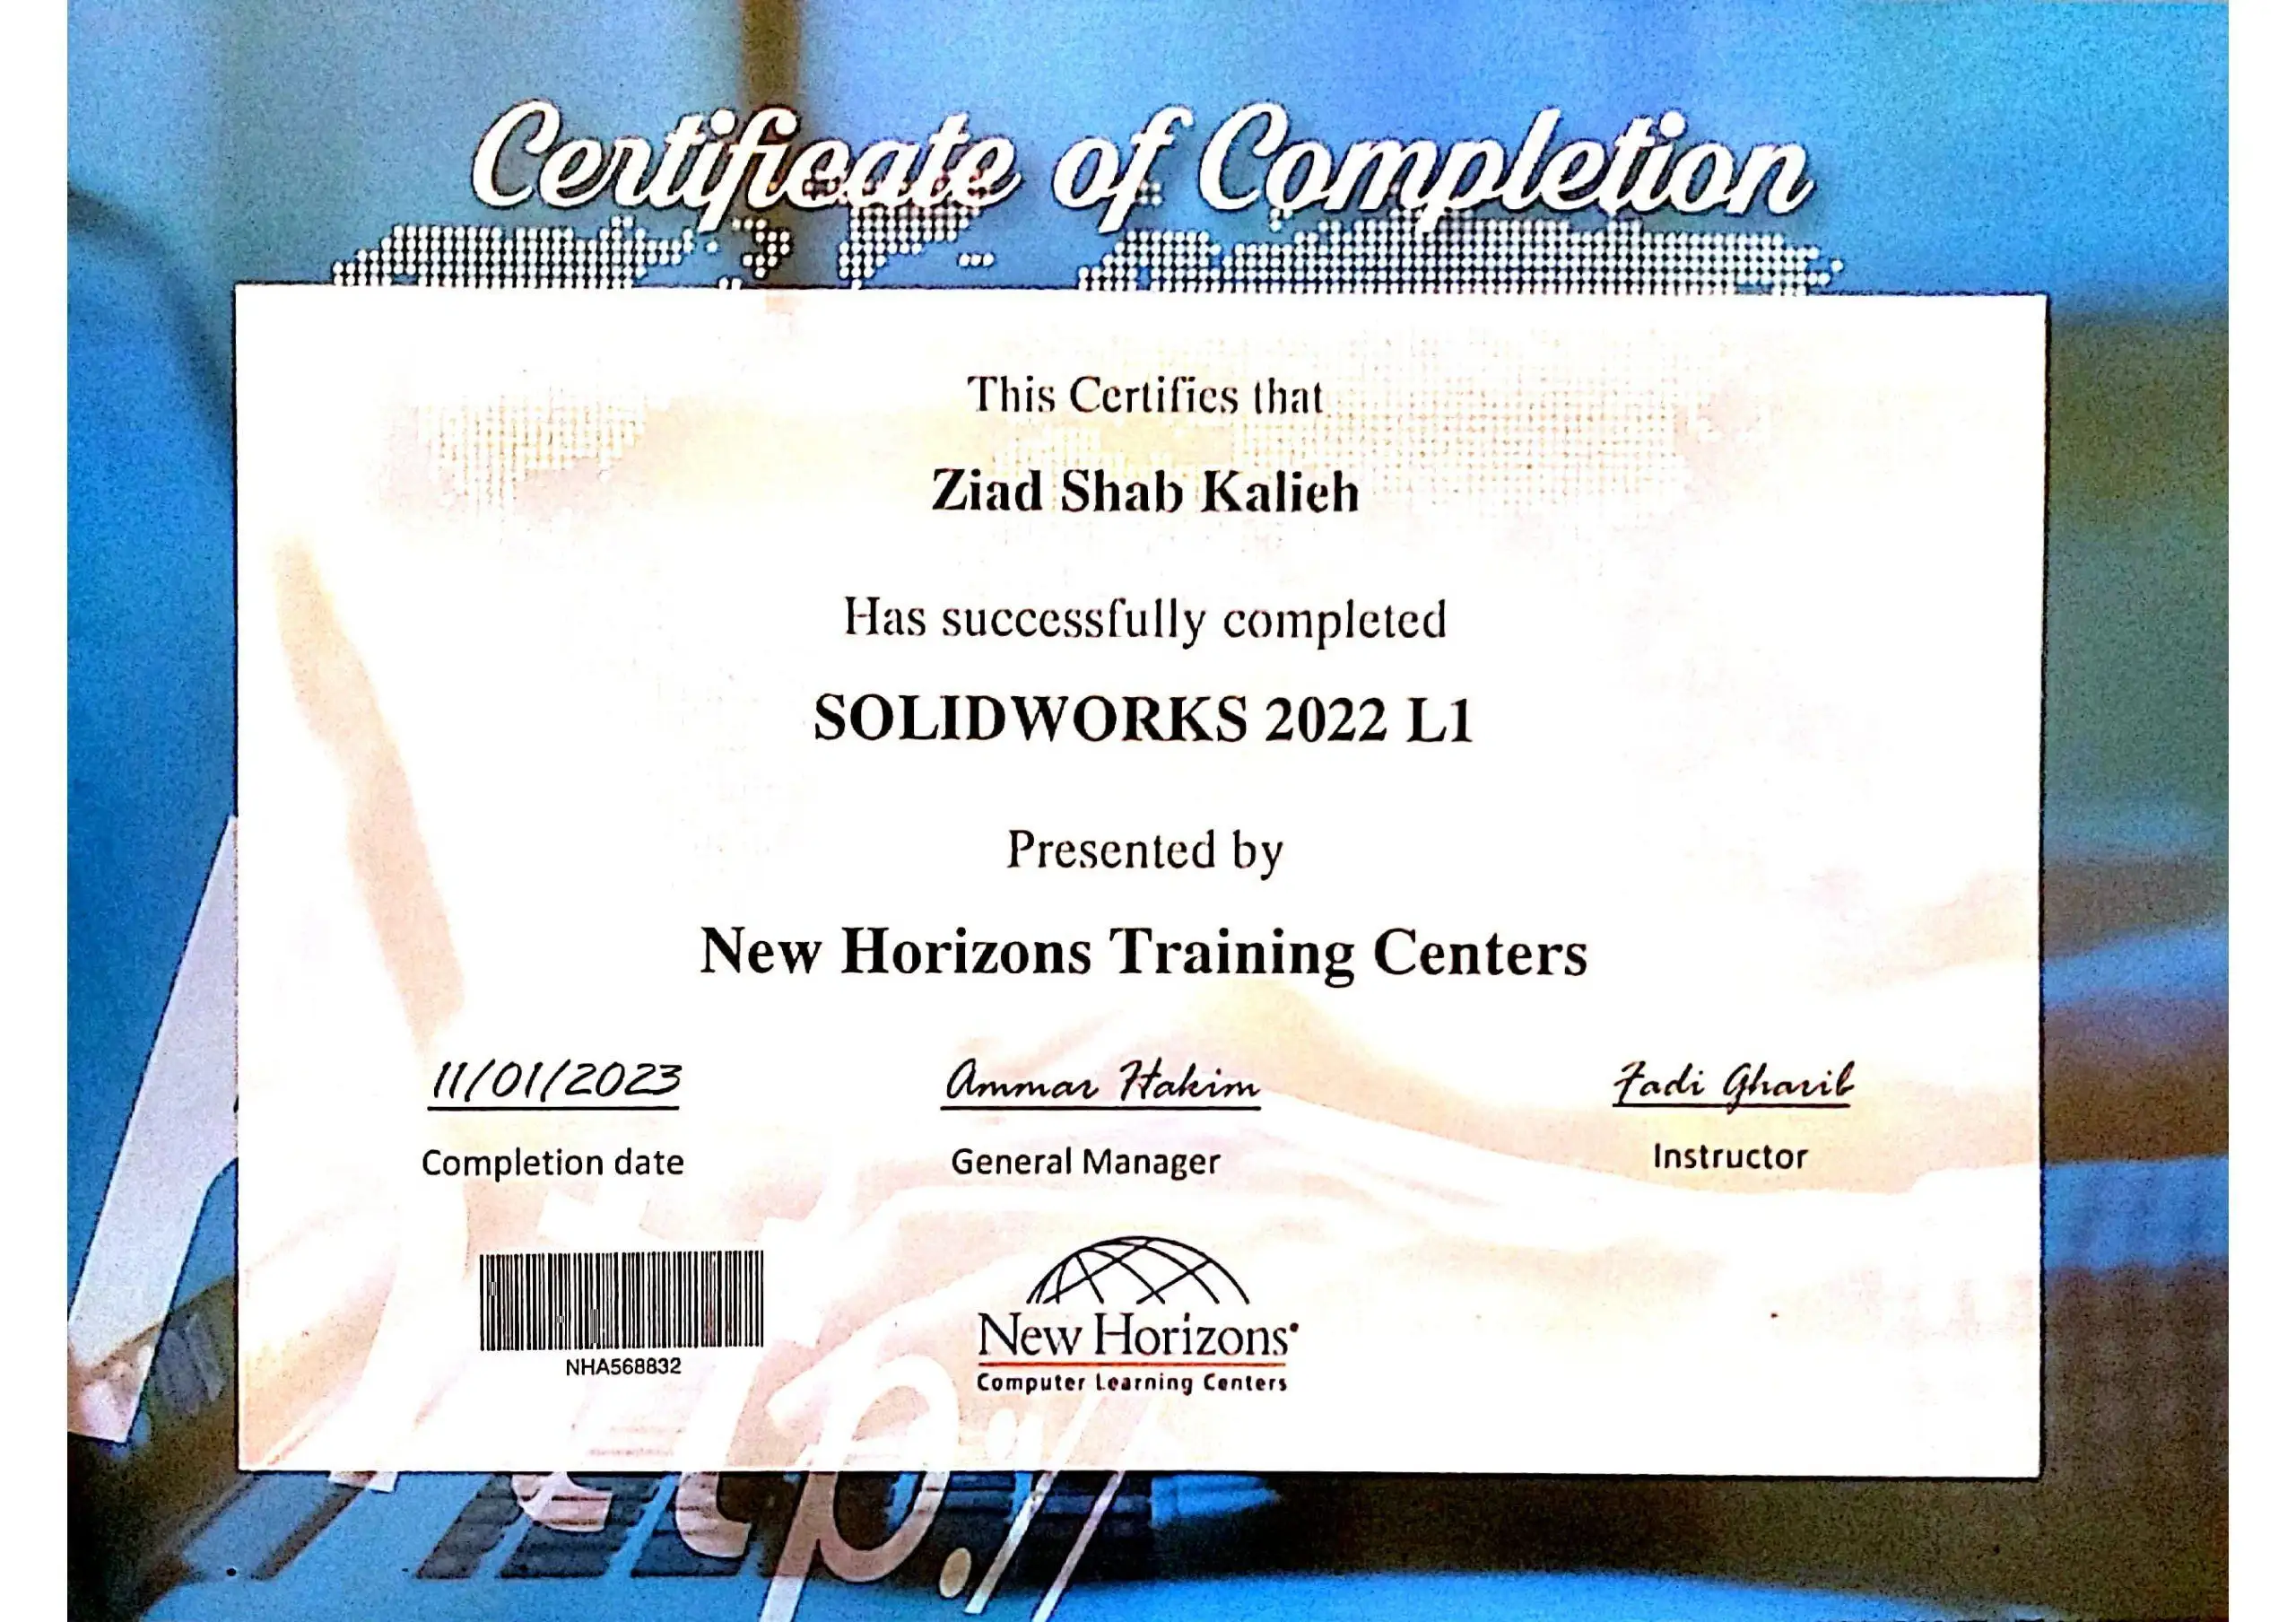 Certificate of Completion
This Certifies that
Ziad Shab Kalieh
Has successfully completed
SOLIDWORKS 2022 L1
Presented by
New Horizons Training Centers
11/01/2023 Ammar Hakim Fadi Gharib
Completion date General Manager Instructor
NHA568832
New Horizons®
Computer Learning Centers